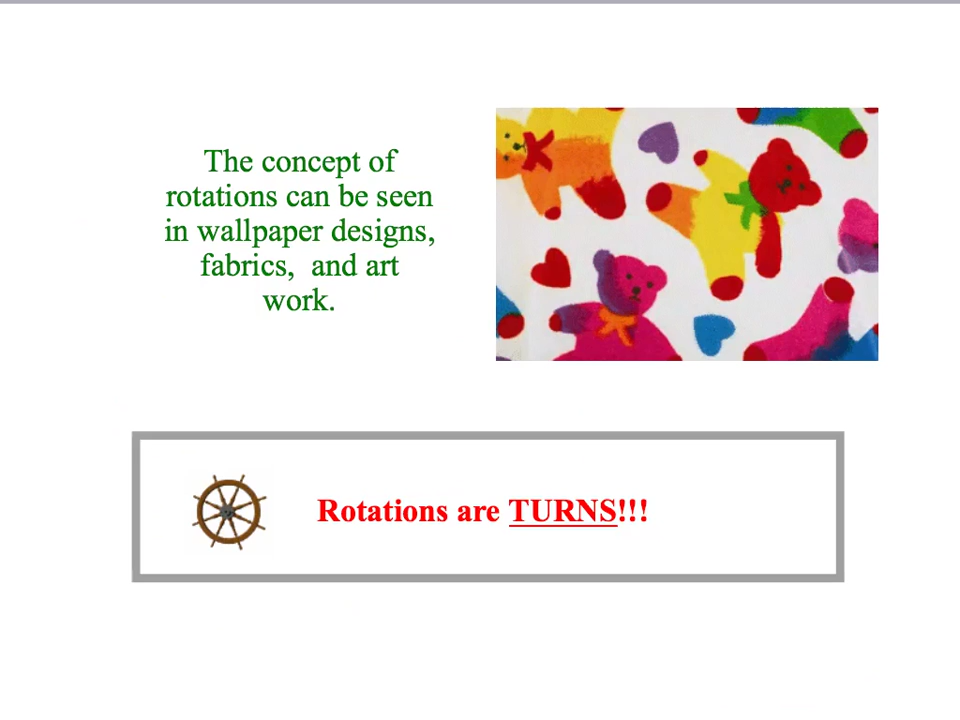 The concept of
rotations can be seen
in wallpaper designs,
fabrics,  and art
work.
Rotations are TURNS!!!